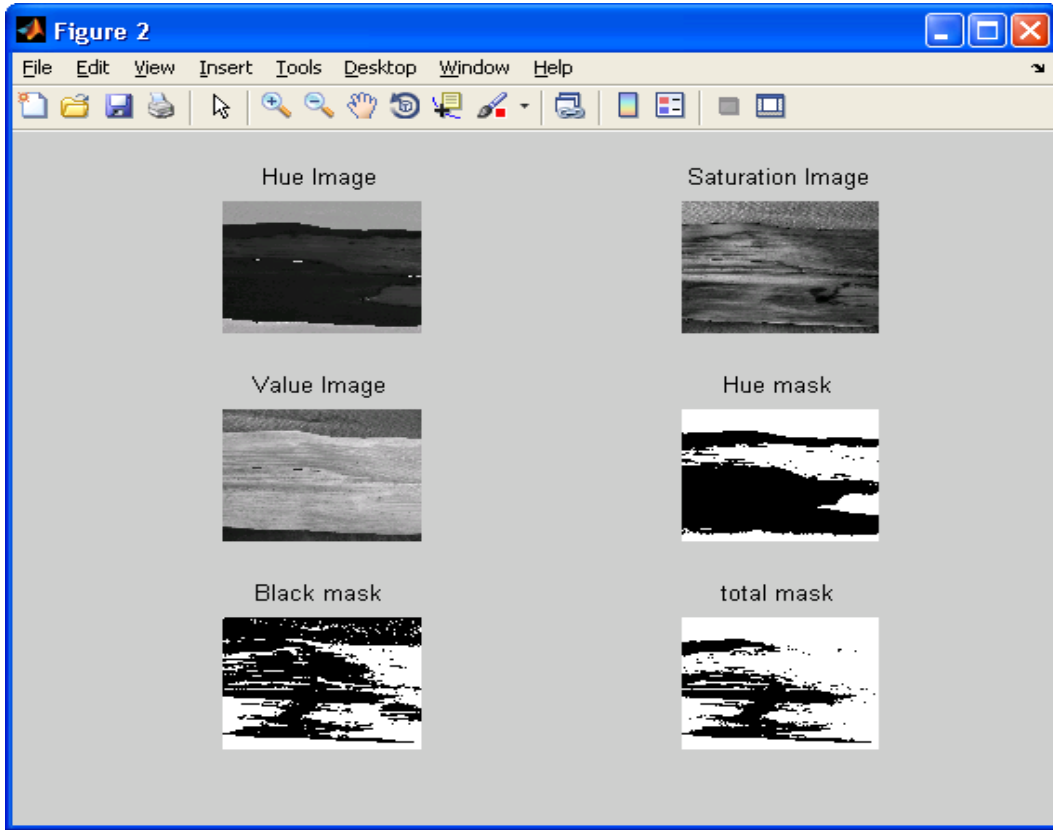 Figure 2
File Edit View Insert Tools Desktop Window Help
Hue Image
Saturation Image
Value Image
Hue mask
Black mask
total mask